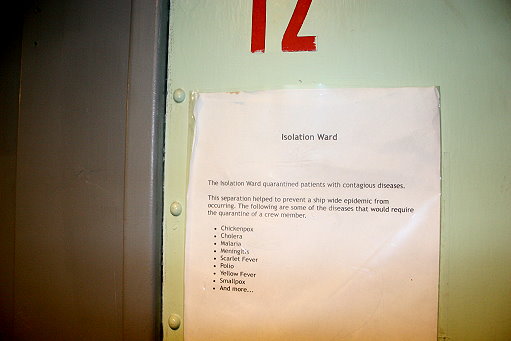 12
Isolation Ward
The Isolation Ward quarantined patients with contagious diseases.
This separation helped to prevent a ship wide epidemic from
occurring. The following are some of the diseases that would require
the quarantine of a crew member.
• Chickenpox
• Cholera
• Malaria
• Meningitis
• Scarlet Fever
• Polio
• Yellow Fever
• Smallpox
• And more...